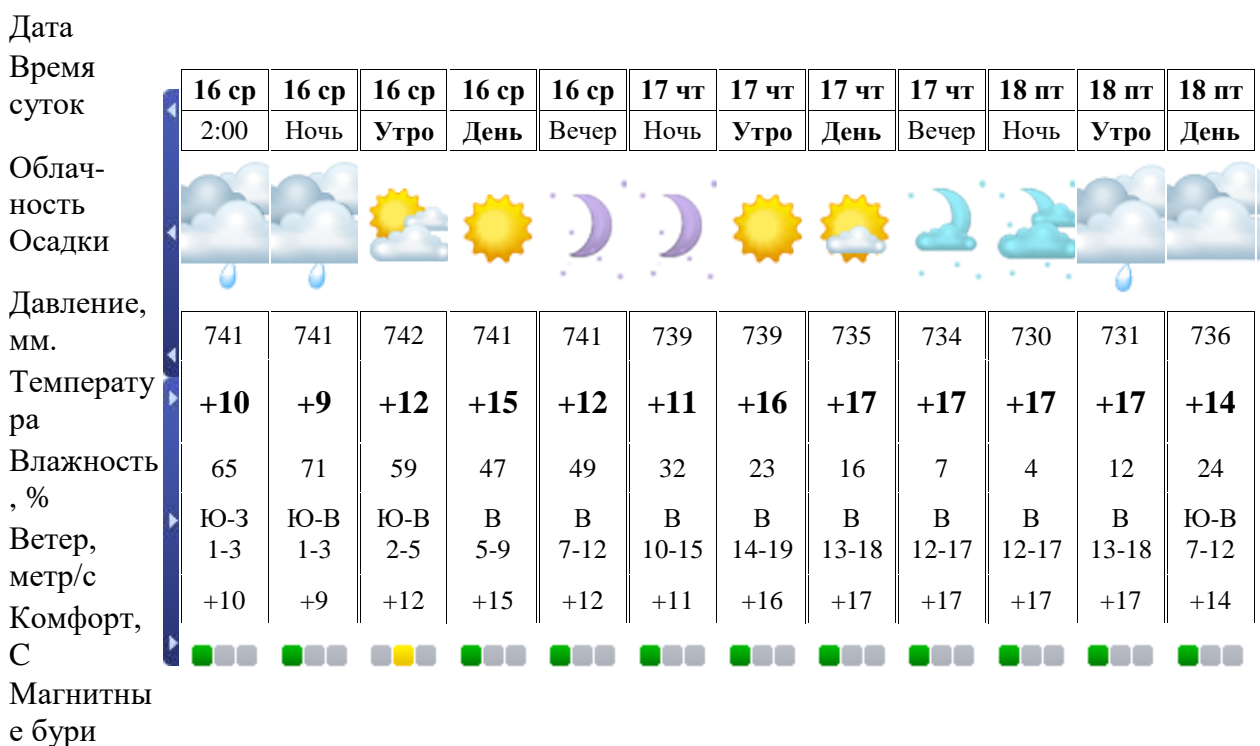 Дата
Время
суток
16 ср 16 ср 16 ср 16 ср 16 ср 17 чт 17 чт 17 чт 17 чт 18 пт 18 пт 18 пт
2:00 Ночь Утро День Вечер Ночь Утро День Вечер Ночь Утро День
Облач-
ность
Осадки
Давление,
мм.
741 741 742 741 741 739 739 735 734 730 731 736
Температу
ра
+10 +9 +12 +15 +12 +11 +16 +17 +17 +17 +17 +14
Влажность
, %
65 71 59 47 49 32 23 16 7 4 12 24
Ветер,
метр/с
Ю-З Ю-В Ю-В В В В В В В В В Ю-В
1-3 1-3 2-5 5-9 7-12 10-15 14-19 13-18 12-17 12-17 13-18 7-12
Комфорт,
С
+10 +9 +12 +15 +12 +11 +16 +17 +17 +17 +17 +14
Магнитны
е бури